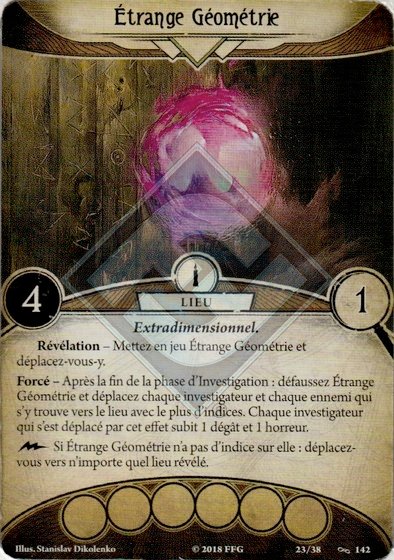 Étrange Géométrie
4
LIEU
1
Extradimensionnel.
Révélation – Mettez en jeu Étrange Géométrie et
déplacez-vous-y.
Forcé – Après la fin de la phase d'Investigation : défaussez Étrange
Géométrie et déplacez chaque investigateur et chaque ennemi qui
s'y trouve vers le lieu avec le plus d'indices. Chaque investigateur
qui s'est déplacé par cet effet subit 1 dégât et 1 horreur.
Si Étrange Géométrie n'a pas d'indice sur elle : déplacez-
vous vers n'importe quel lieu révélé.
Illus. Stanislav Dikolenko
© 2018 FFG
23/38
142